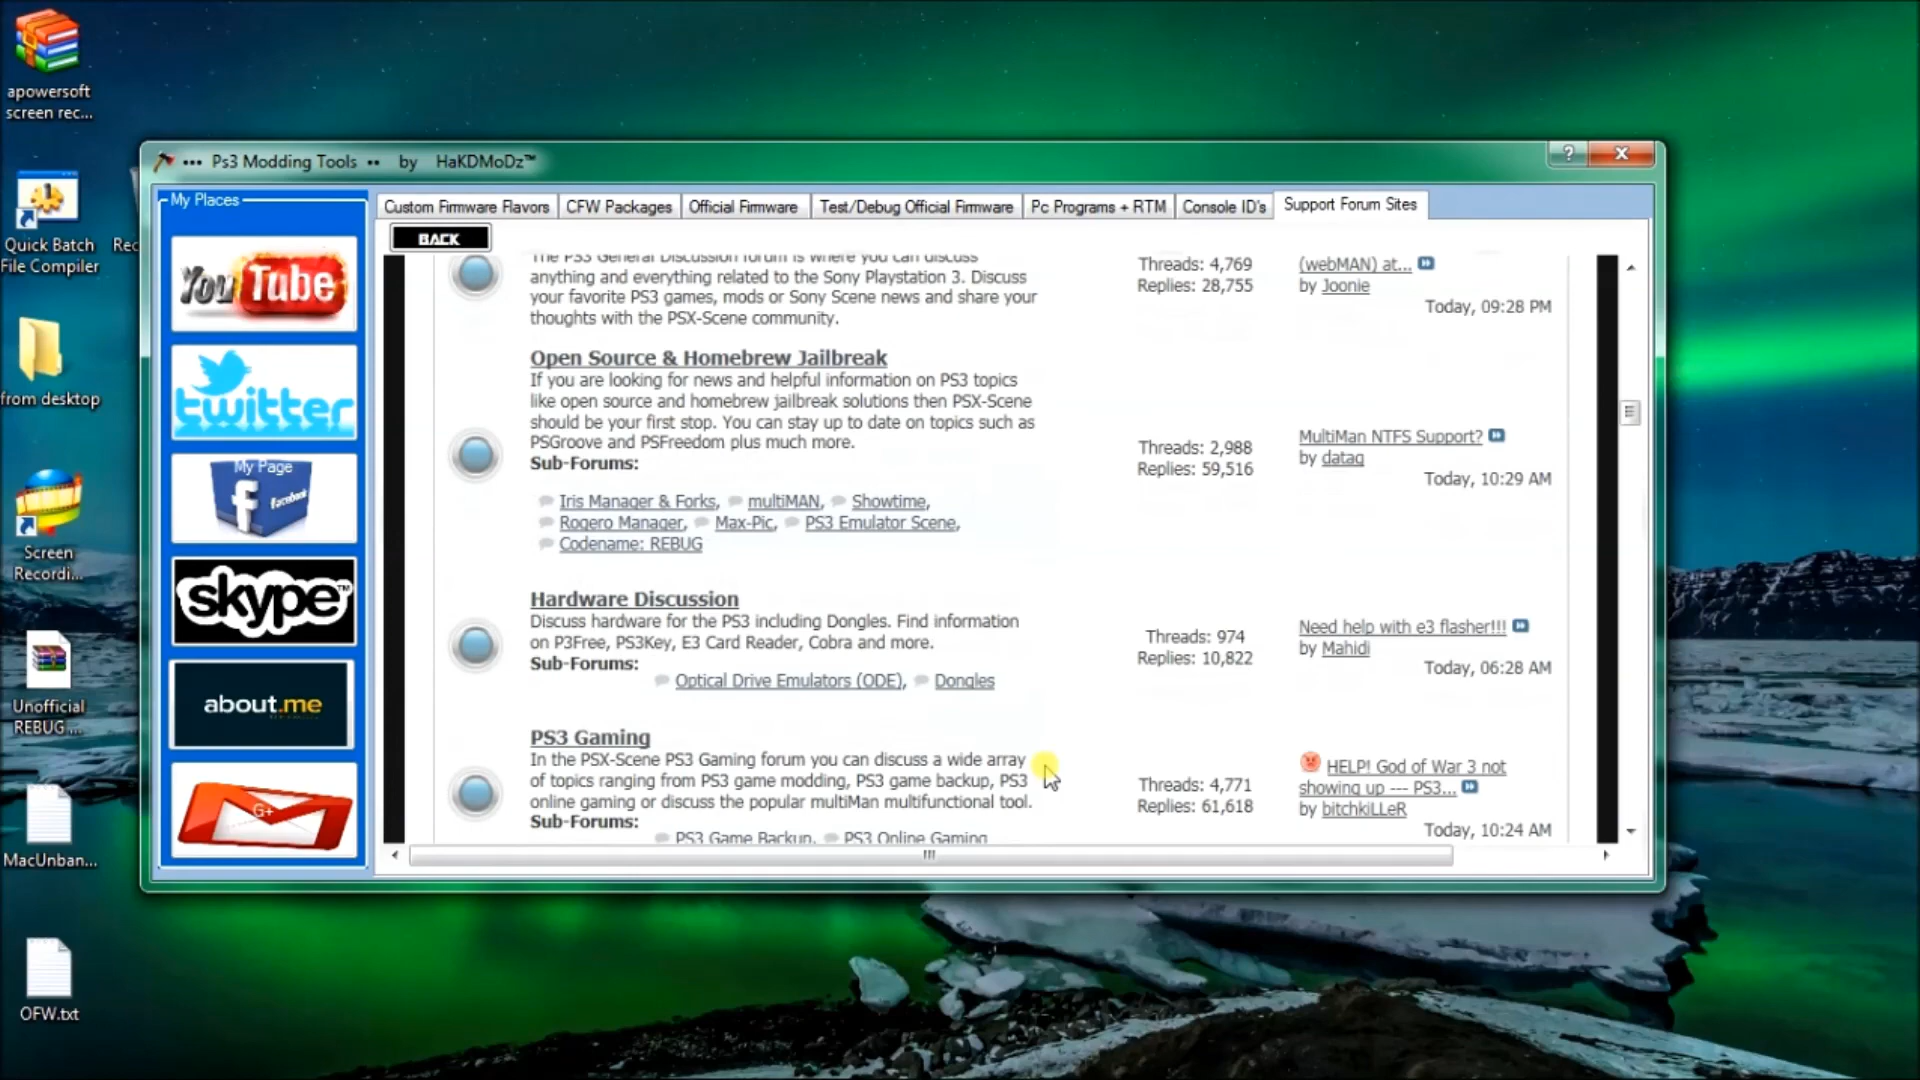 apowersoft
screen rec...
Quick Batch
File Compiler
Rec
from desktop
Screen
Recordi...
Unofficial
REBUG ...
MacUnban...
OFW.txt
••• Ps3 Modding Tools •• by HaKDMoDz™
?
My Places
YouTube
twitter
My Page
f
facebook
skype™
about.me
G+
Custom Firmware Flavors
CFW Packages
Official Firmware
Test/Debug Official Firmware
Pc Programs + RTM
Console ID's
Support Forum Sites
BACK
The PS3 General Discussion forum is where you can discuss
anything and everything related to the Sony Playstation 3. Discuss
your favorite PS3 games, mods or Sony Scene news and share your
thoughts with the PSX-Scene community.
Threads: 4,769
Replies: 28,755
(webMAN) at...
by Joonie
Today, 09:28 PM
Open Source & Homebrew Jailbreak
If you are looking for news and helpful information on PS3 topics
like open source and homebrew jailbreak solutions then PSX-Scene
should be your first stop. You can stay up to date on topics such as
PSGroove and PSFreedom plus much more.
Sub-Forums:
Iris Manager & Forks, multiMAN, Showtime,
Rogero Manager, Max-Pic, PS3 Emulator Scene,
Codename: REBUG
Threads: 2,988
Replies: 59,516
MultiMan NTFS Support?
by datag
Today, 10:29 AM
Hardware Discussion
Discuss hardware for the PS3 including Dongles. Find information
on P3Free, PS3Key, E3 Card Reader, Cobra and more.
Sub-Forums:
Optical Drive Emulators (ODE), Dongles
Threads: 974
Replies: 10,822
Need help with e3 flasher!!!
by Mahidi
Today, 06:28 AM
PS3 Gaming
In the PSX-Scene PS3 Gaming forum you can discuss a wide array
of topics ranging from PS3 game modding, PS3 game backup, PS3
online gaming or discuss the popular multiMan multifunctional tool.
Sub-Forums:
PS3 Game Backup, PS3 Online Gaming
Threads: 4,771
Replies: 61,618
HELP! God of War 3 not
showing up --- PS3...
by bitchkiLLeR
Today, 10:24 AM